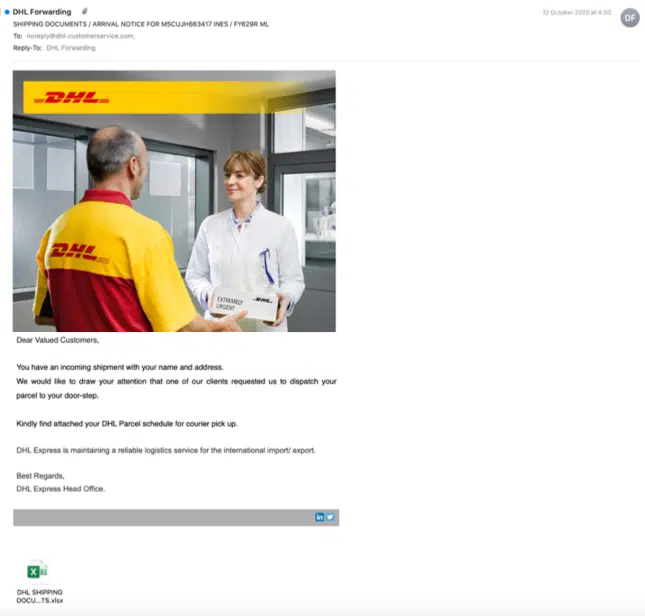 DHL Forwarding
12 October 2020 at 4:50
DF
SHIPPING DOCUMENTS / ARRIVAL NOTICE FOR MSCUJH663417 INES / FY629R ML
To: noreply@dhl-customerservice.com,
Reply-To: DHL Forwarding
DHL
DHL
DHL
EXTREMELY
URGENT
Dear Valued Customers,
You have an incoming shipment with your name and address.
We would like to draw your attention that one of our clients requested us to dispatch your
parcel to your door-step.
Kindly find attached your DHL Parcel schedule for courier pick up.
DHL Express is maintaining a reliable logistics service for the international import/ export.
Best Regards,
DHL Express Head Office.
in
X
DHL SHIPPING
DOCU...TS.xlsx